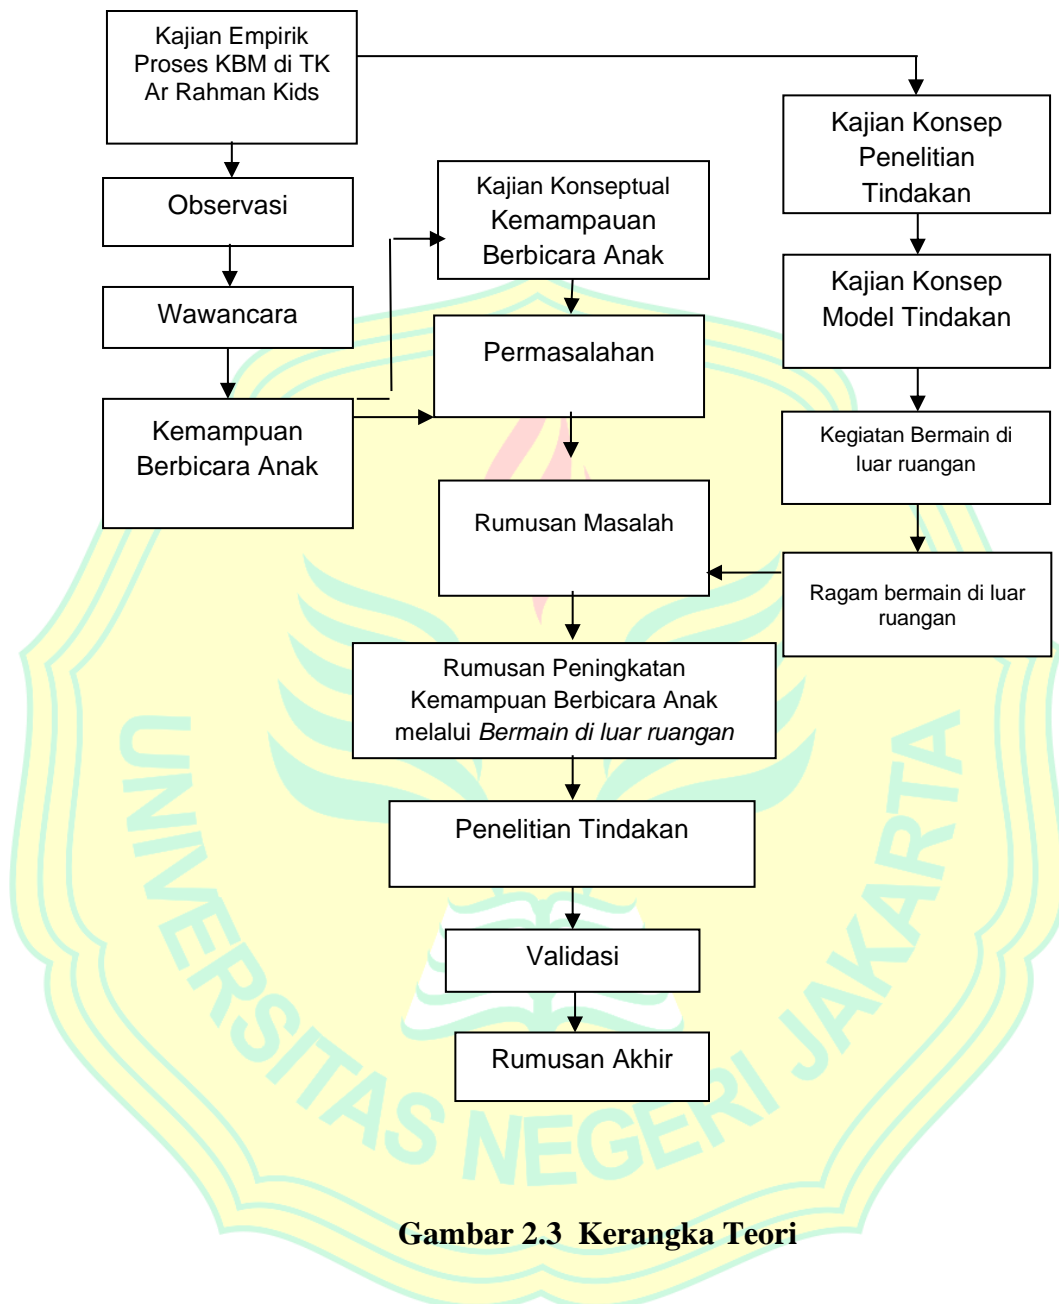 Kajian Empirik
Proses KBM di TK
Ar Rahman Kids
Observasi
Wawancara
Kemampuan
Berbicara Anak
Kajian Konseptual
Kemampauan
Berbicara Anak
Permasalahan
Rumusan Masalah
Kajian Konsep
Penelitian
Tindakan
Kajian Konsep
Model Tindakan
Kegiatan Bermain di
luar ruangan
Ragam bermain di luar
ruangan
Rumusan Peningkatan
Kemampuan Berbicara Anak
melalui Bermain di luar ruangan
Penelitian Tindakan
Validasi
Rumusan Akhir
UNIVERSITAS NEGERI JAKARTA
Gambar 2.3 Kerangka Teori